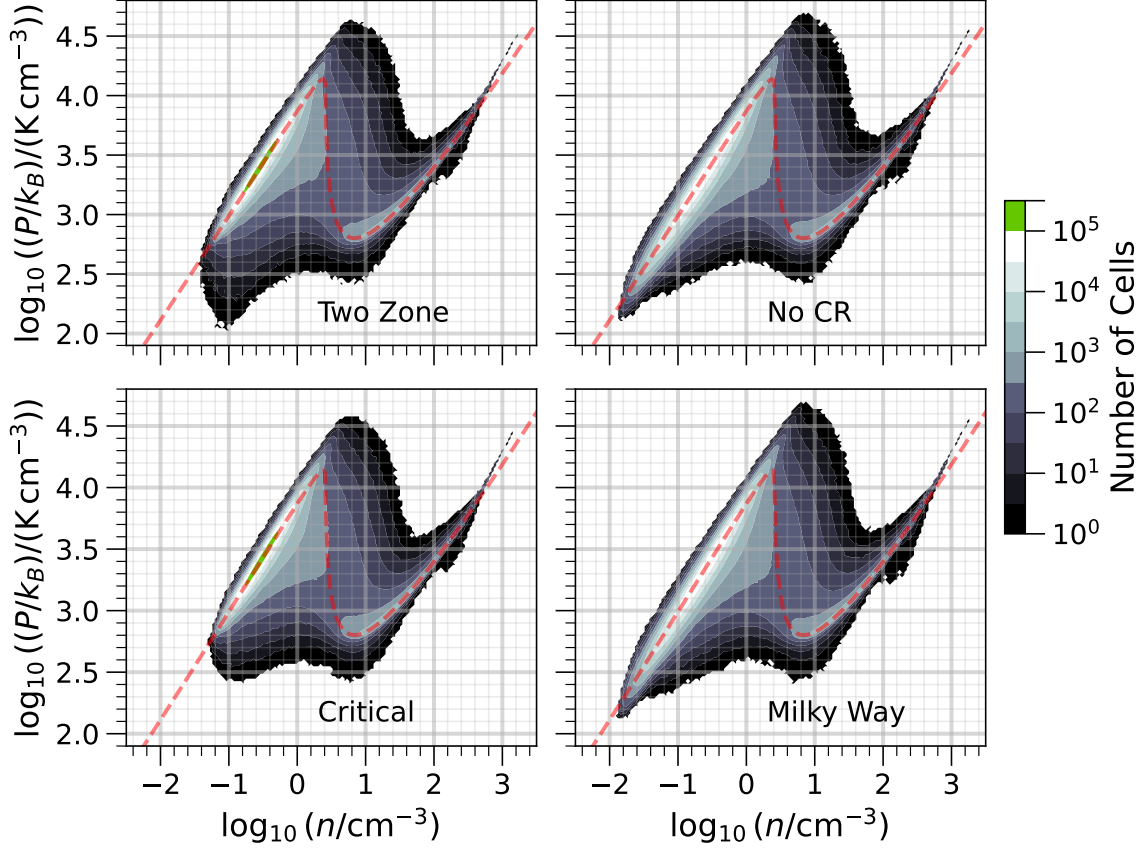 log₁₀((P/k_B)/(K cm⁻³))
4.5
4.0
3.5
3.0
2.5
2.0
Two Zone
No CR
log₁₀((P/k_B)/(K cm⁻³))
4.5
4.0
3.5
3.0
2.5
2.0
Critical
Milky Way
−2 −1 0 1 2 3
−2 −1 0 1 2 3
log₁₀(n/cm⁻³)
log₁₀(n/cm⁻³)
10⁵
10⁴
10³
10²
10¹
10⁰
Number of Cells